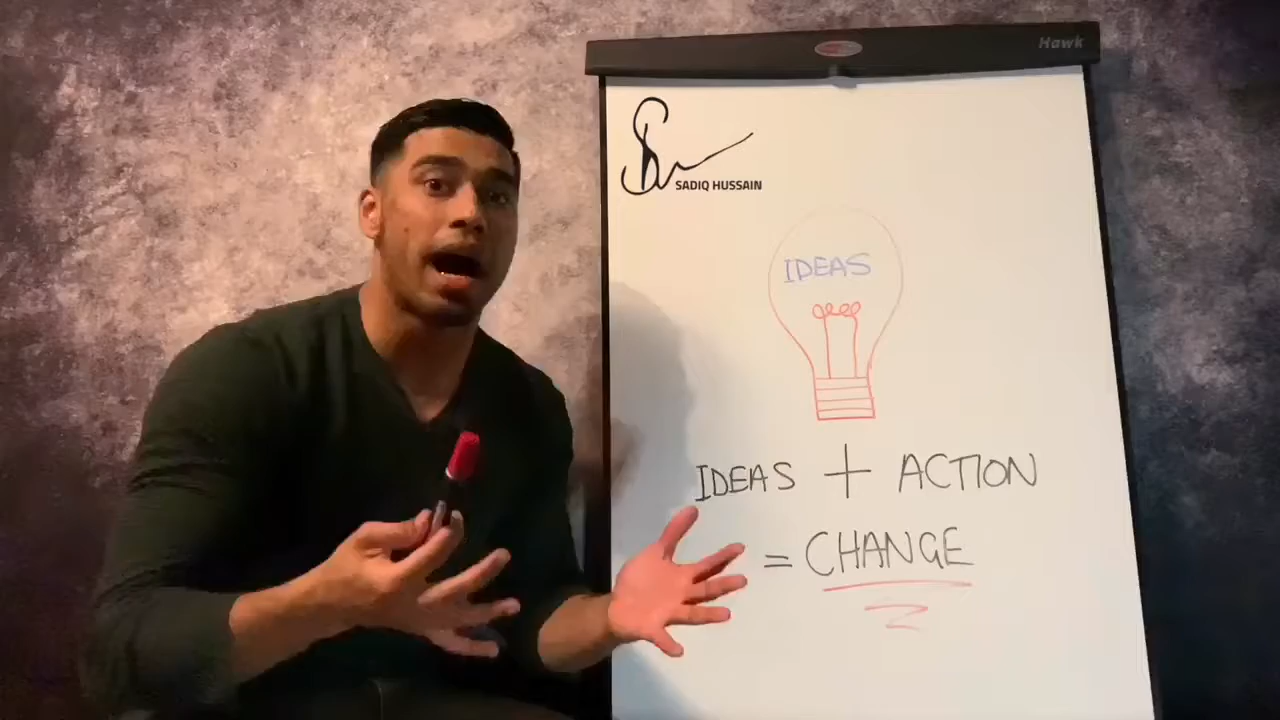 Hawk
SADIQ HUSSAIN
IDEAS
IDEAS + ACTION
= CHANGE